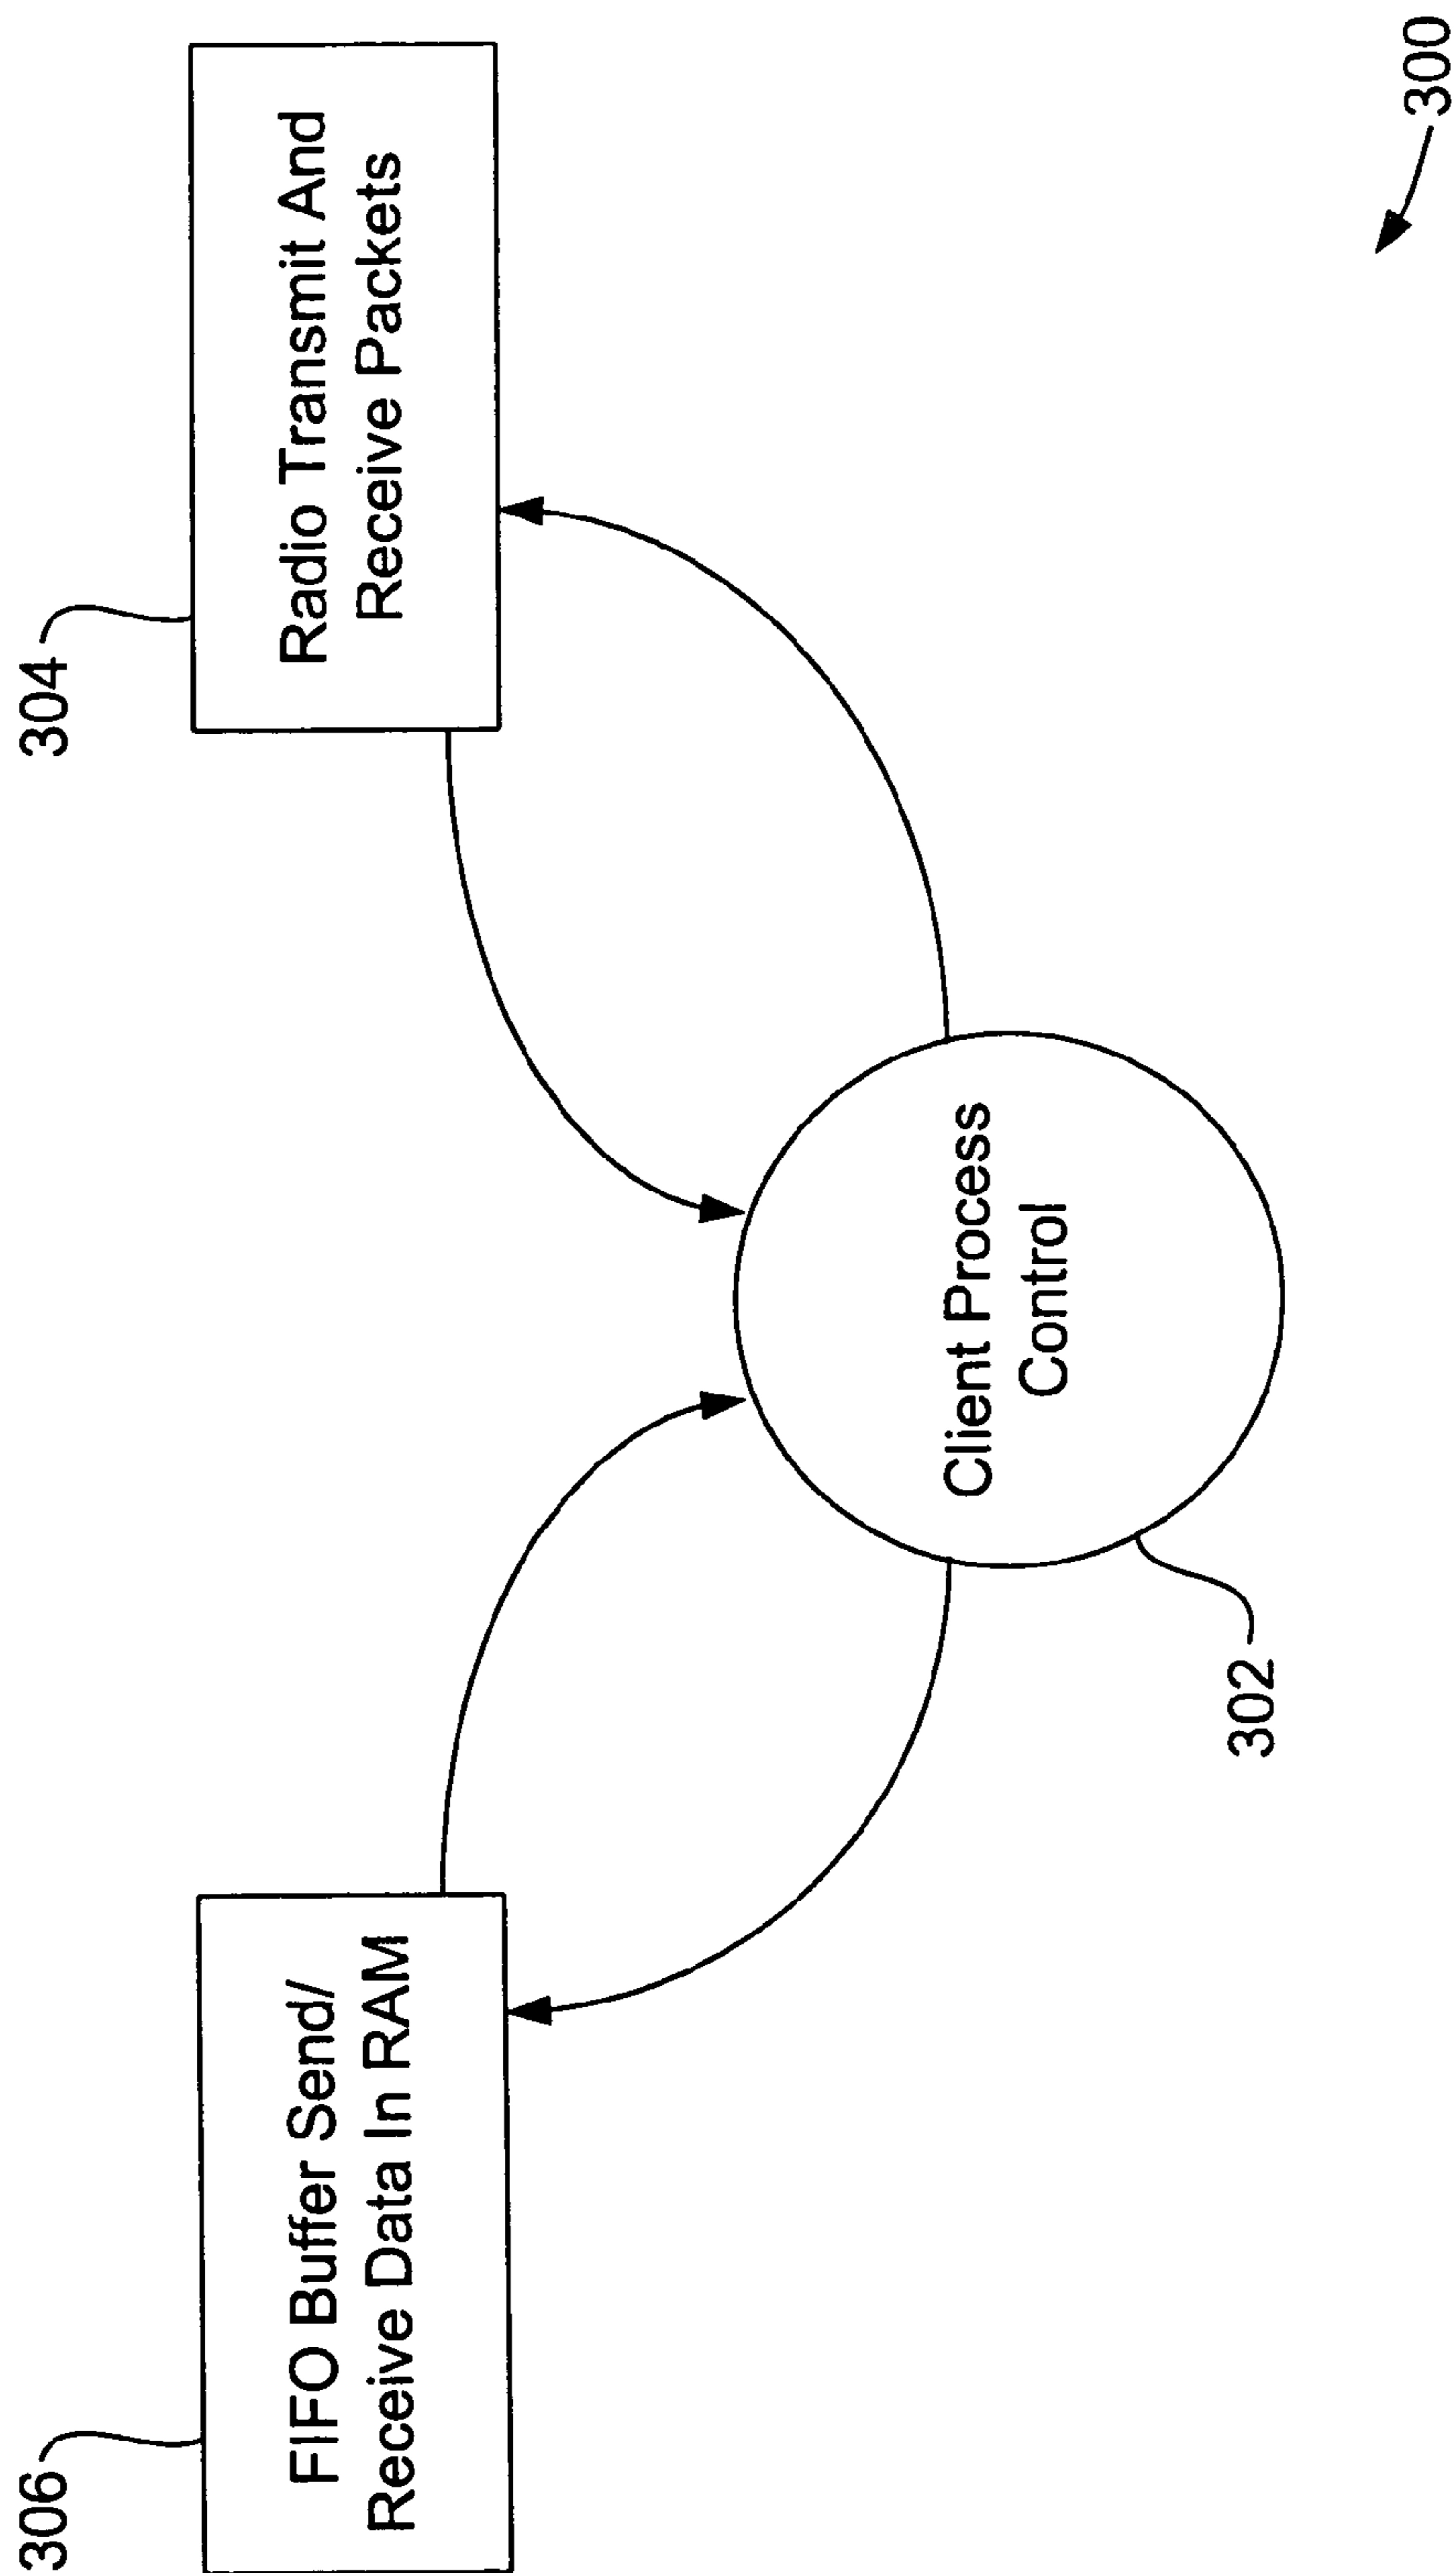 306
304
FIFO Buffer Send/
Receive Data In RAM
Radio Transmit And
Receive Packets
Client Process
Control
302
300